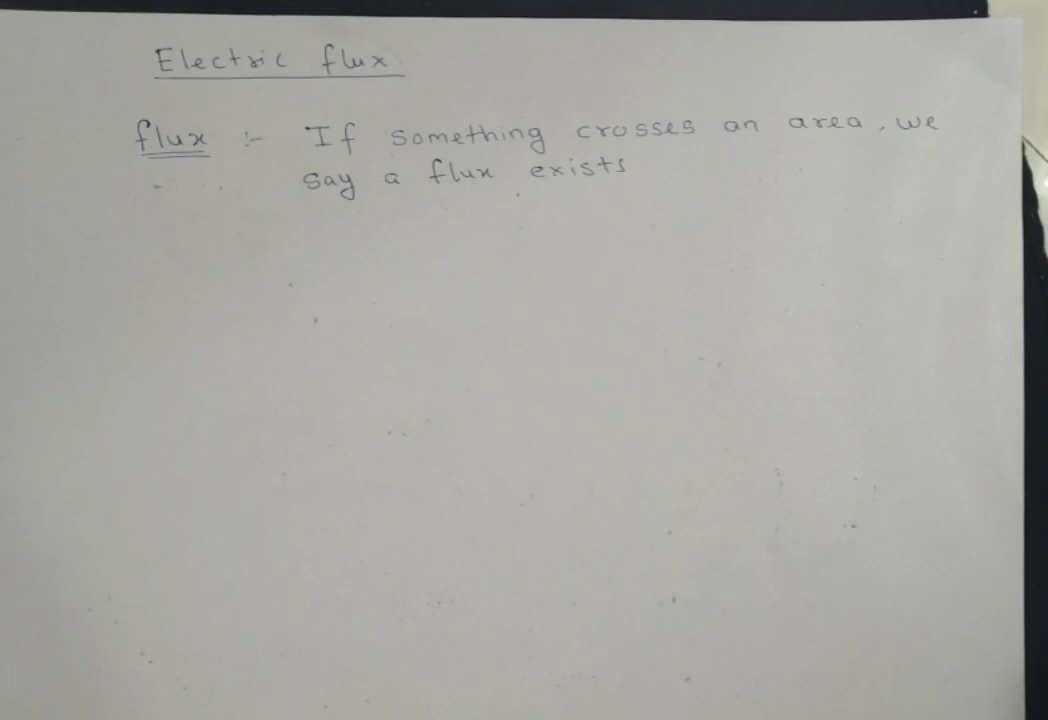 Electric flux
flux :- If something crosses an area, we
say a flux exists